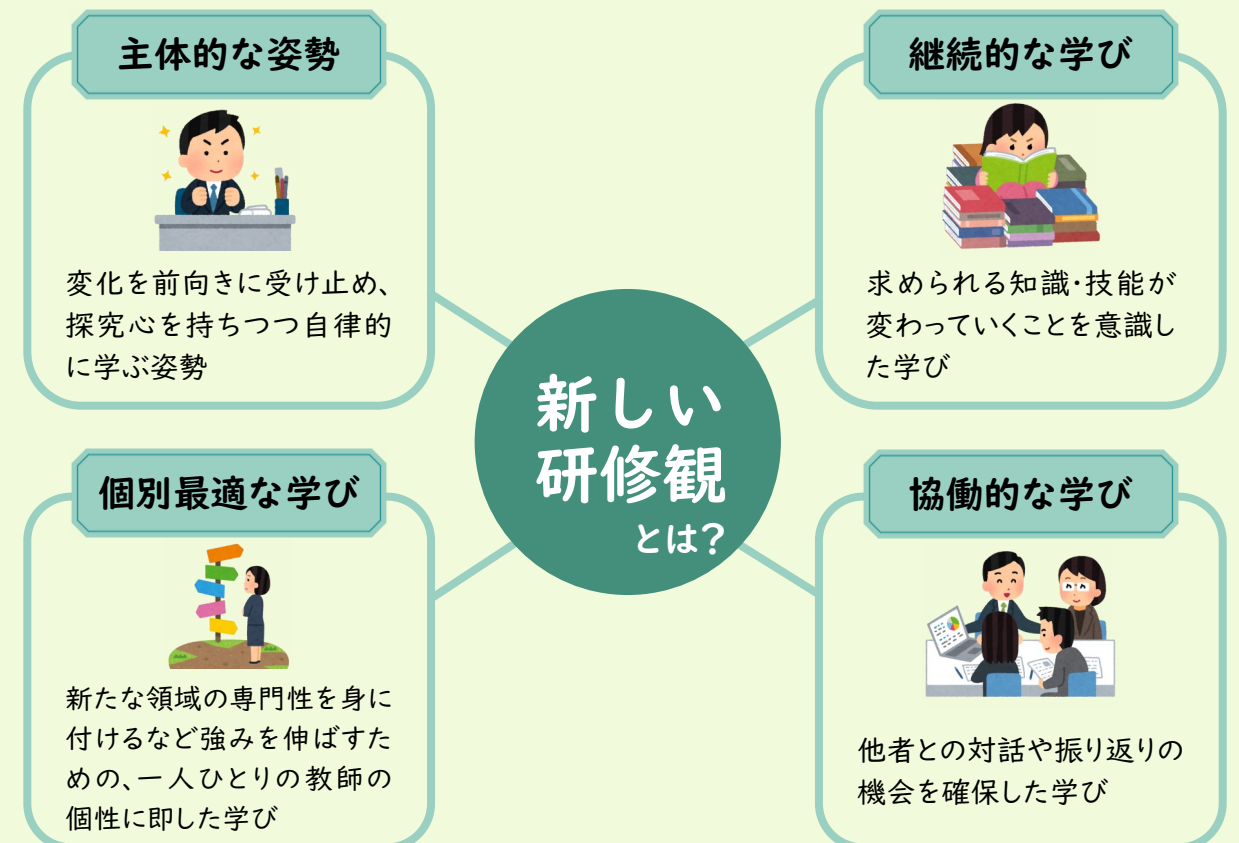 主体的な姿勢
変化を前向きに受け止め、
探究心を持ちつつ自律的
に学ぶ姿勢
継続的な学び
求められる知識・技能が
変わっていくことを意識し
た学び
新しい
研修観
とは?
個別最適な学び
新たな領域の専門性を身に
付けるなど強みを伸ばすた
めの、一人ひとりの教師の
個性に即した学び
協働的な学び
他者との対話や振り返りの
機会を確保した学び